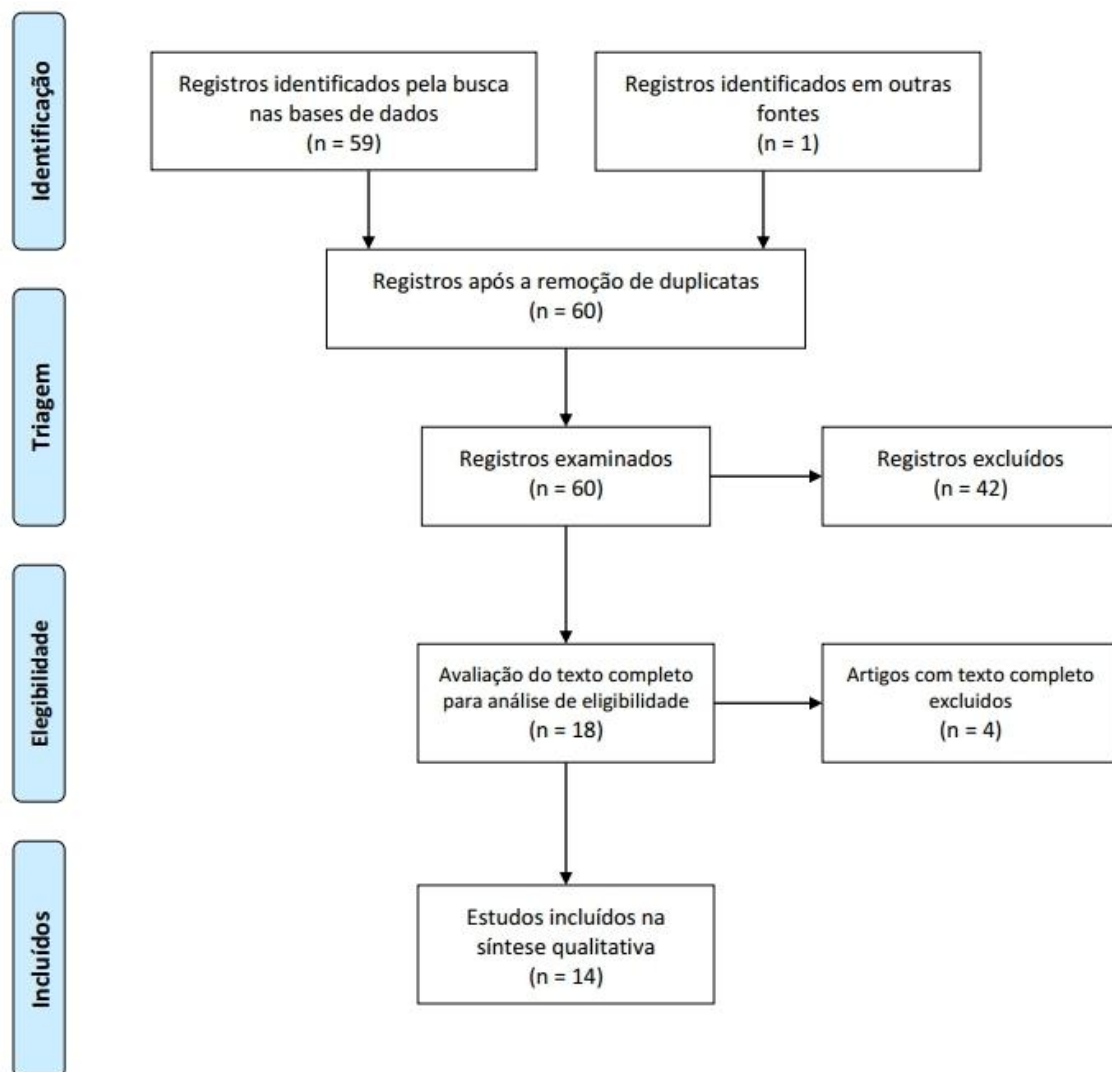 Identificação
Registros identificados pela busca
nas bases de dados
(n = 59)
Registros identificados em outras
fontes
(n = 1)
Registros após a remoção de duplicatas
(n = 60)
Triagem
Registros examinados
(n = 60)
Registros excluídos
(n = 42)
Elegibilidade
Avaliação do texto completo
para análise de eligibilidade
(n = 18)
Artigos com texto completo
excluidos
(n = 4)
Incluídos
Estudos incluídos na
síntese qualitativa
(n = 14)